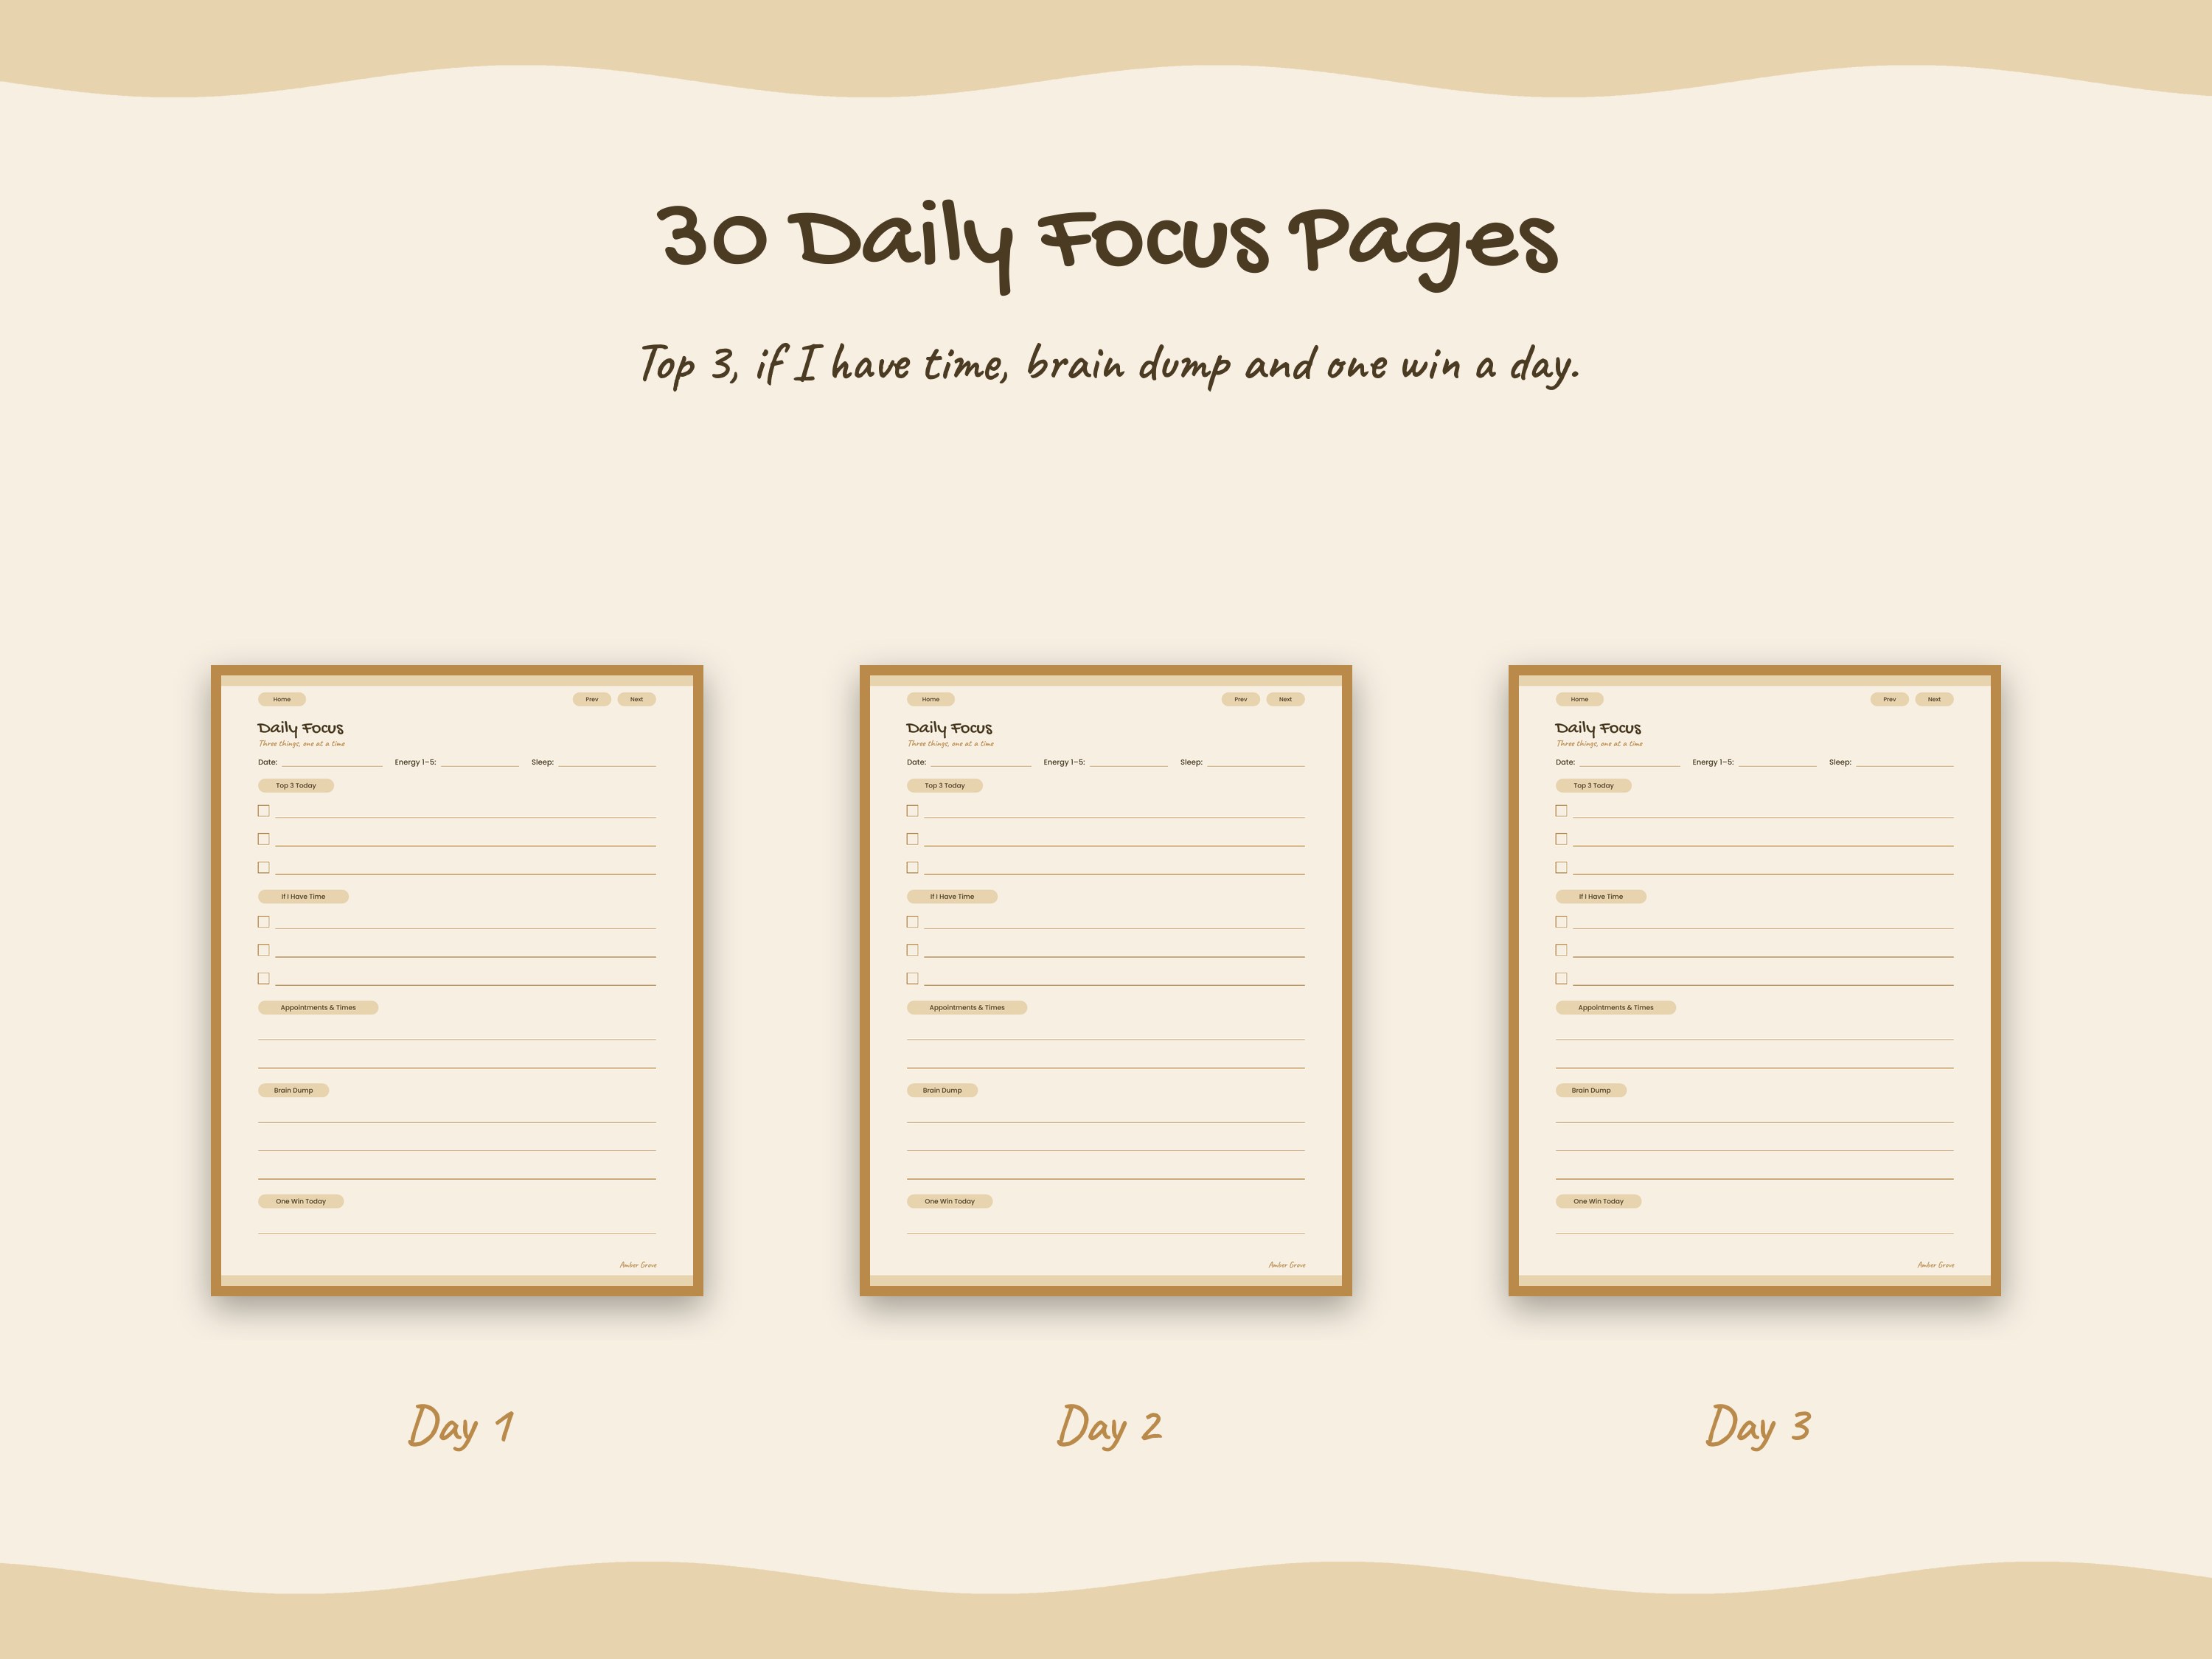 30 Daily Focus Pages
Top 3, if I have time, brain dump and one win a day.
Home Prev Next
Daily Focus
Three things, one at a time
Date: Energy 1–5: Sleep:
Top 3 Today
If I Have Time
Appointments & Times
Brain Dump
One Win Today
Amber Grove
Home Prev Next
Daily Focus
Three things, one at a time
Date: Energy 1–5: Sleep:
Top 3 Today
If I Have Time
Appointments & Times
Brain Dump
One Win Today
Amber Grove
Home Prev Next
Daily Focus
Three things, one at a time
Date: Energy 1–5: Sleep:
Top 3 Today
If I Have Time
Appointments & Times
Brain Dump
One Win Today
Amber Grove
Day 1
Day 2
Day 3